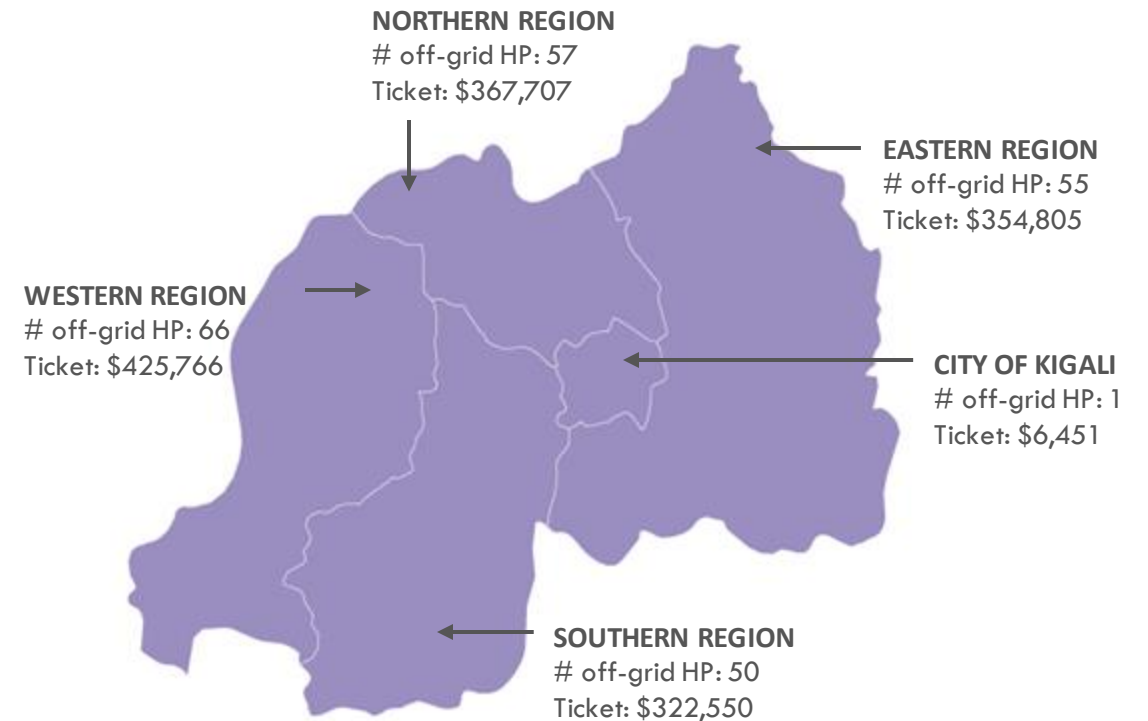 NORTHERN REGION
# off-grid HP: 57
Ticket: $367,707
EASTERN REGION
# off-grid HP: 55
Ticket: $354,805
WESTERN REGION
# off-grid HP: 66
Ticket: $425,766
CITY OF KIGALI
# off-grid HP: 1
Ticket: $6,451
SOUTHERN REGION
# off-grid HP: 50
Ticket: $322,550